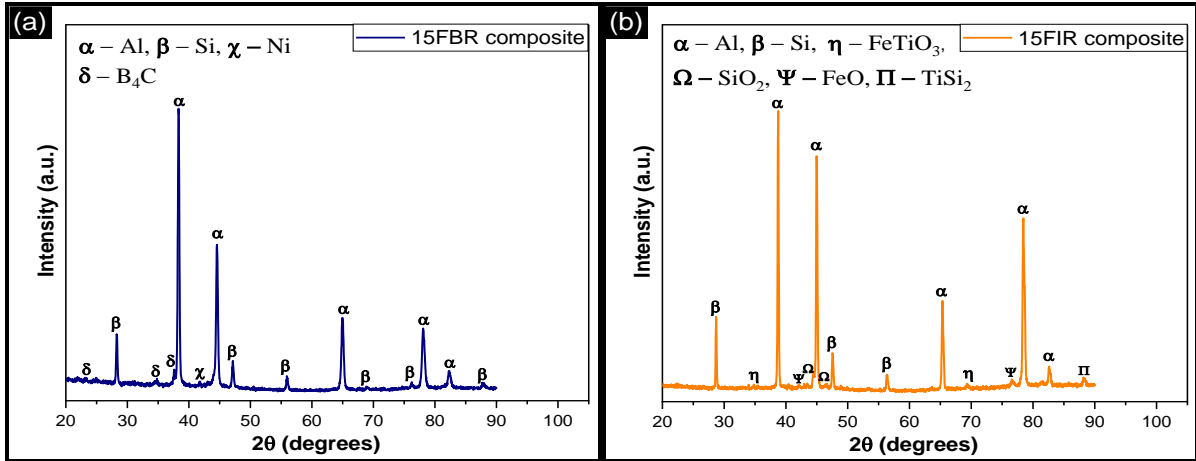 (a)
α – Al, β – Si, χ – Ni
δ – B₄C
15FBR composite
α
α
α
α
α
β
β
β
β
β
β
δ
δ
δ
χ
Intensity (a.u.)
20 30 40 50 60 70 80 90 100
2θ (degrees)
(b)
α – Al, β – Si, η – FeTiO₃,
Ω – SiO₂, Ψ – FeO, Π – TiSi₂
15FIR composite
α
α
α
α
α
β
β
β
η
Ψ
Ω
Ω
η
Ψ
Π
Intensity (a.u.)
20 30 40 50 60 70 80 90 100
2θ (degrees)